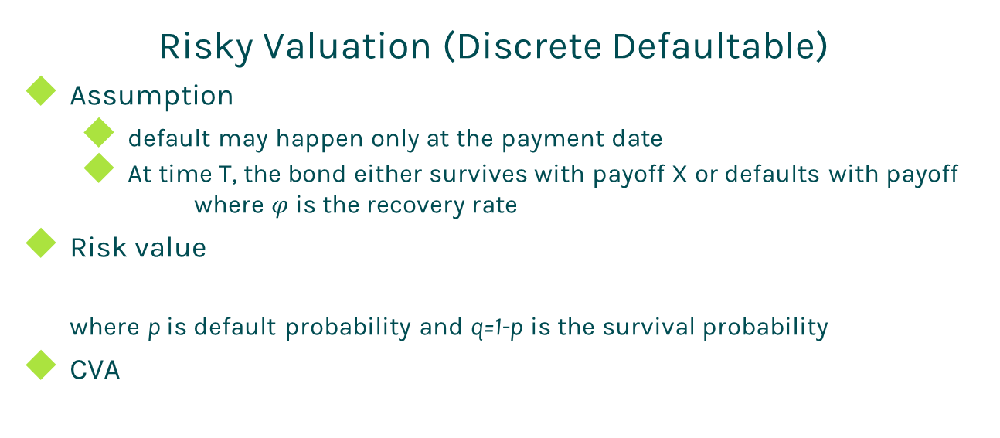 Risky Valuation (Discrete Defaultable)
Assumption
default may happen only at the payment date
At time T, the bond either survives with payoff X or defaults with payoff
where φ is the recovery rate
Risk value
where p is default probability and q=1-p is the survival probability
CVA